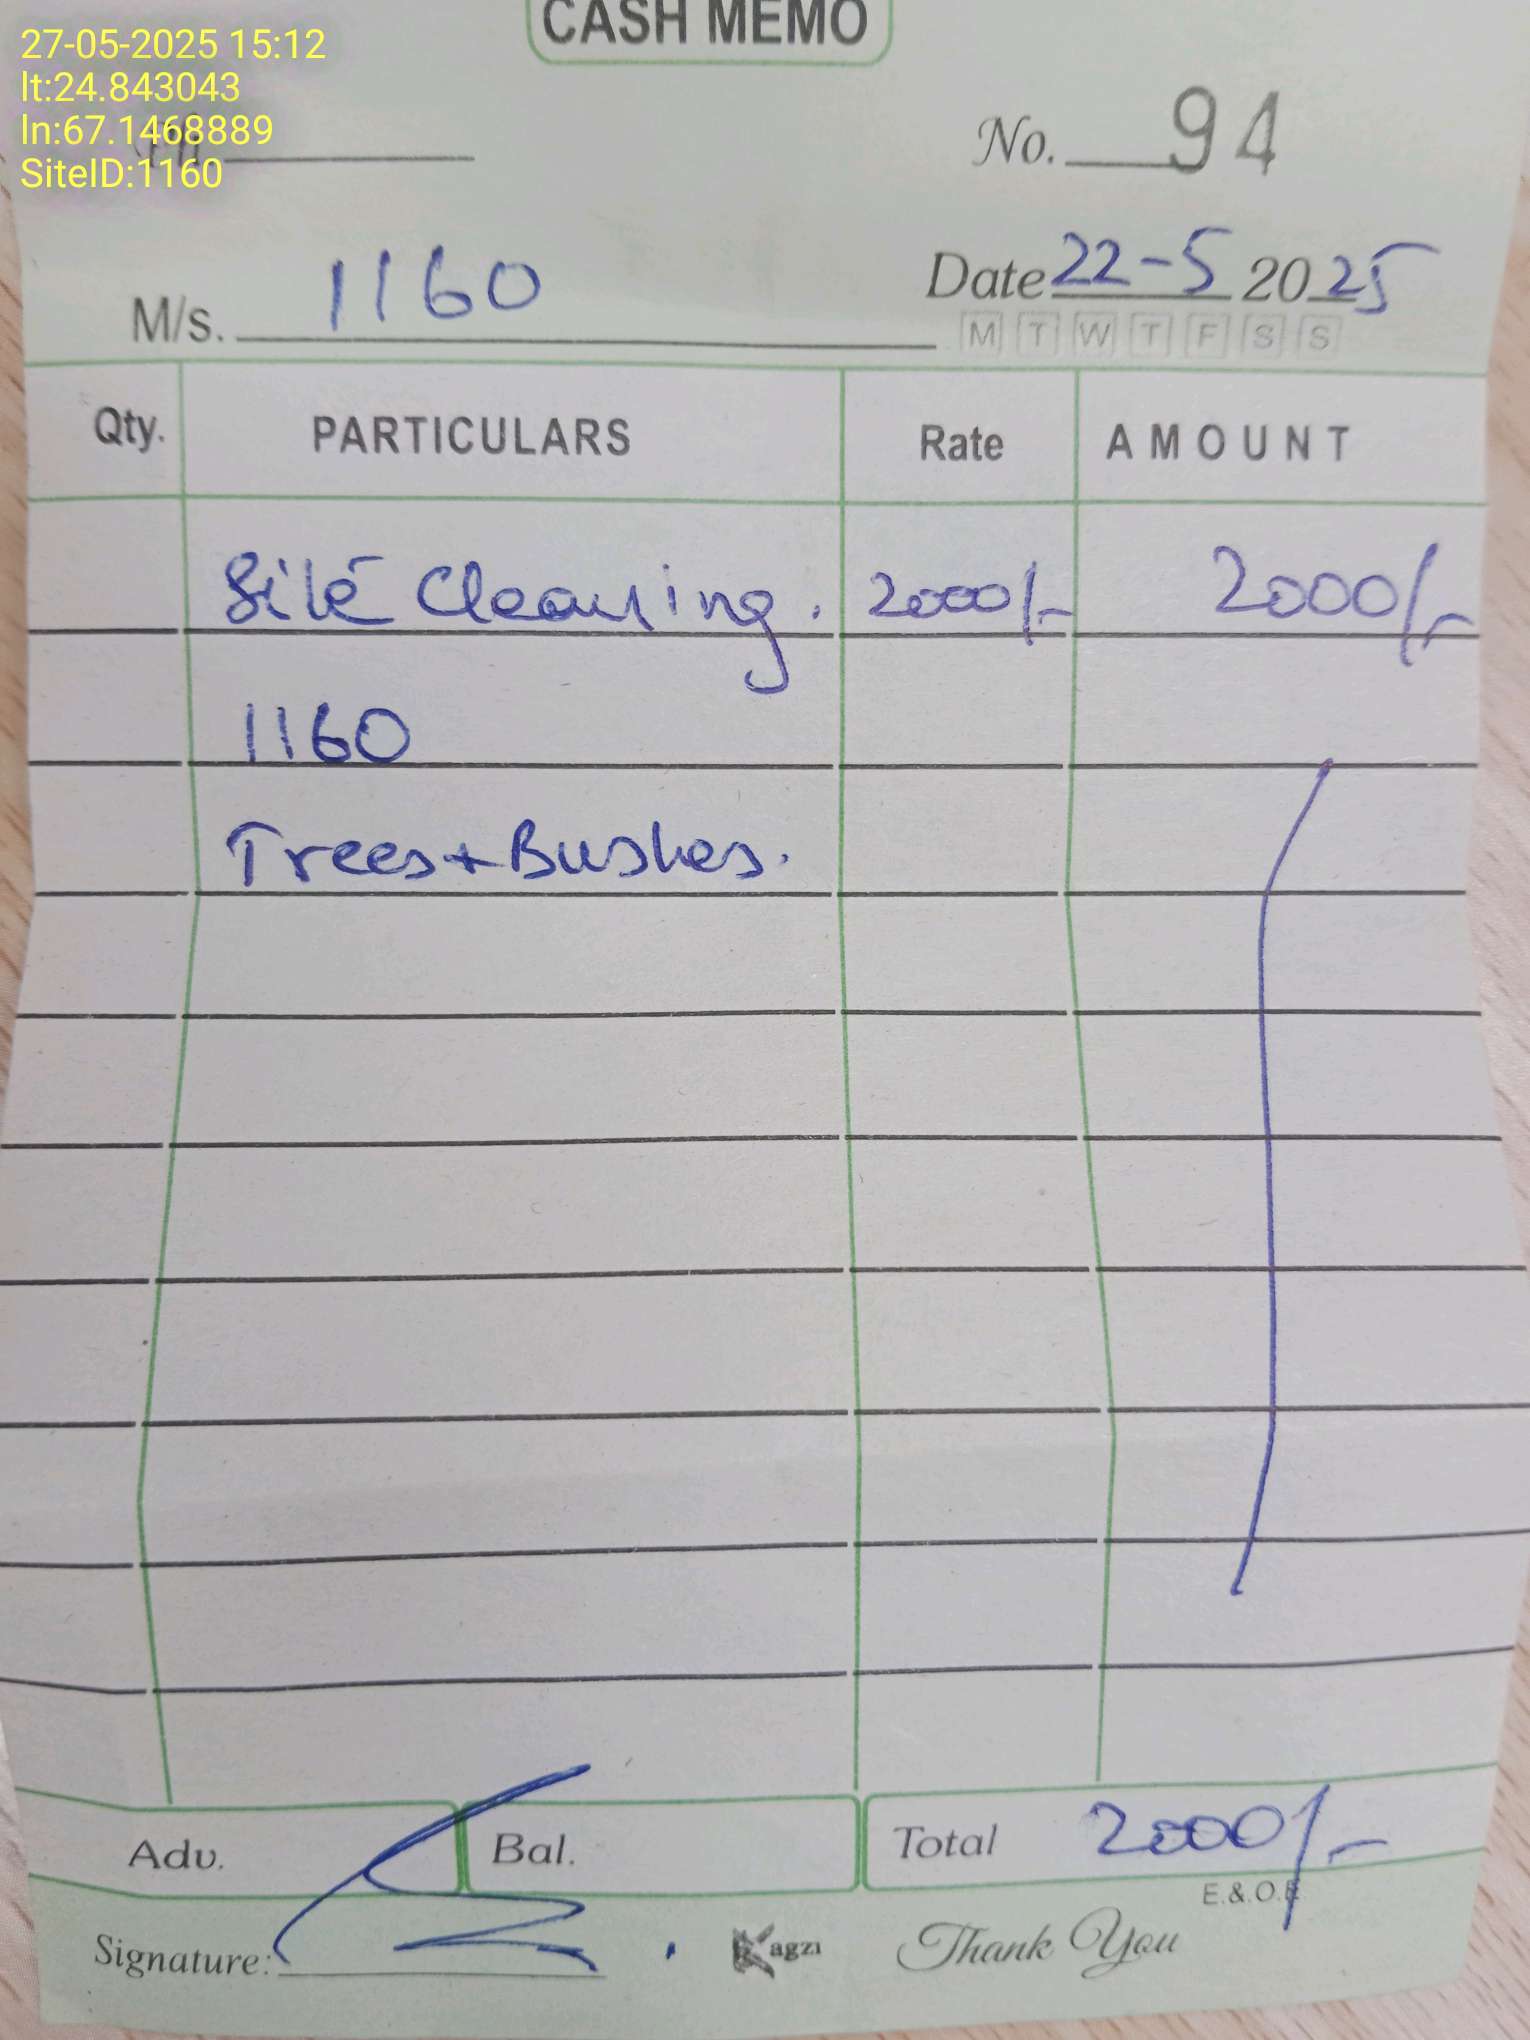 CASH MEMO
27-05-2025 15:12
lt:24.843043
ln:67.1468889
SiteID:1160
No. 94
M/s. 1160
Date 22-5 2025
M T W T F S S
Qty. PARTICULARS Rate AMOUNT
Site Cleaning. 2000/- 2000/-
1160
Trees+Bushes.
Adv. Bal. Total 2000/-
E.&.O.E
Signature: Kagzi Thank You